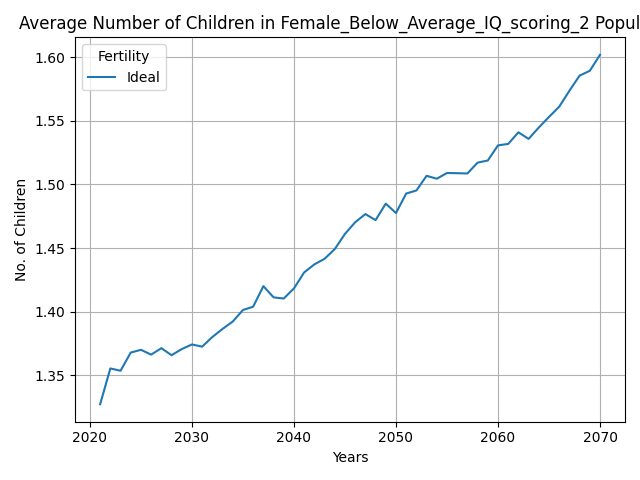 Average Number of Children in Female_Below_Average_IQ_scoring_2 Popul
Fertility
Ideal
No. of Children
1.60
1.55
1.50
1.45
1.40
1.35
2020 2030 2040 2050 2060 2070
Years